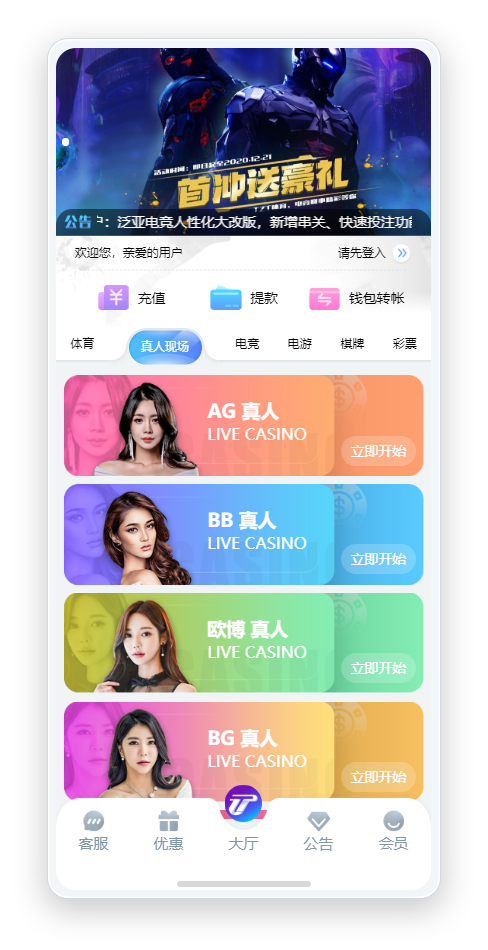 活动时间：即日起至2020-12-21
首冲送豪礼
公告
：泛亚电竞人性化大改版，新增串关、快速投注功
欢迎您，亲爱的用户
请先登入
充值
提款
钱包转帐
体育
真人现场
电竞
电游
棋牌
彩票
AG 真人
LIVE CASINO
立即开始
BB 真人
LIVE CASINO
立即开始
欧博 真人
LIVE CASINO
立即开始
BG 真人
LIVE CASINO
立即开始
客服
优惠
大厅
公告
会员